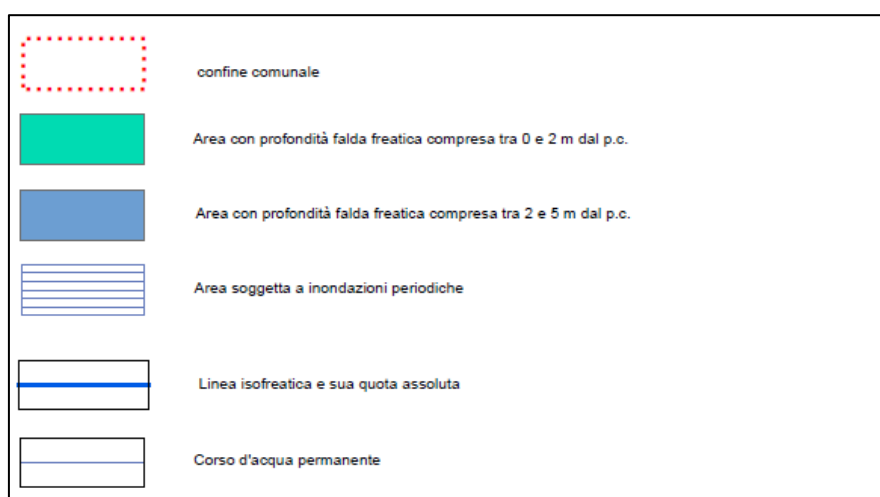 confine comunale
Area con profondità falda freatica compresa tra 0 e 2 m dal p.c.
Area con profondità falda freatica compresa tra 2 e 5 m dal p.c.
Area soggetta a inondazioni periodiche
Linea isofreatica e sua quota assoluta
Corso d'acqua permanente